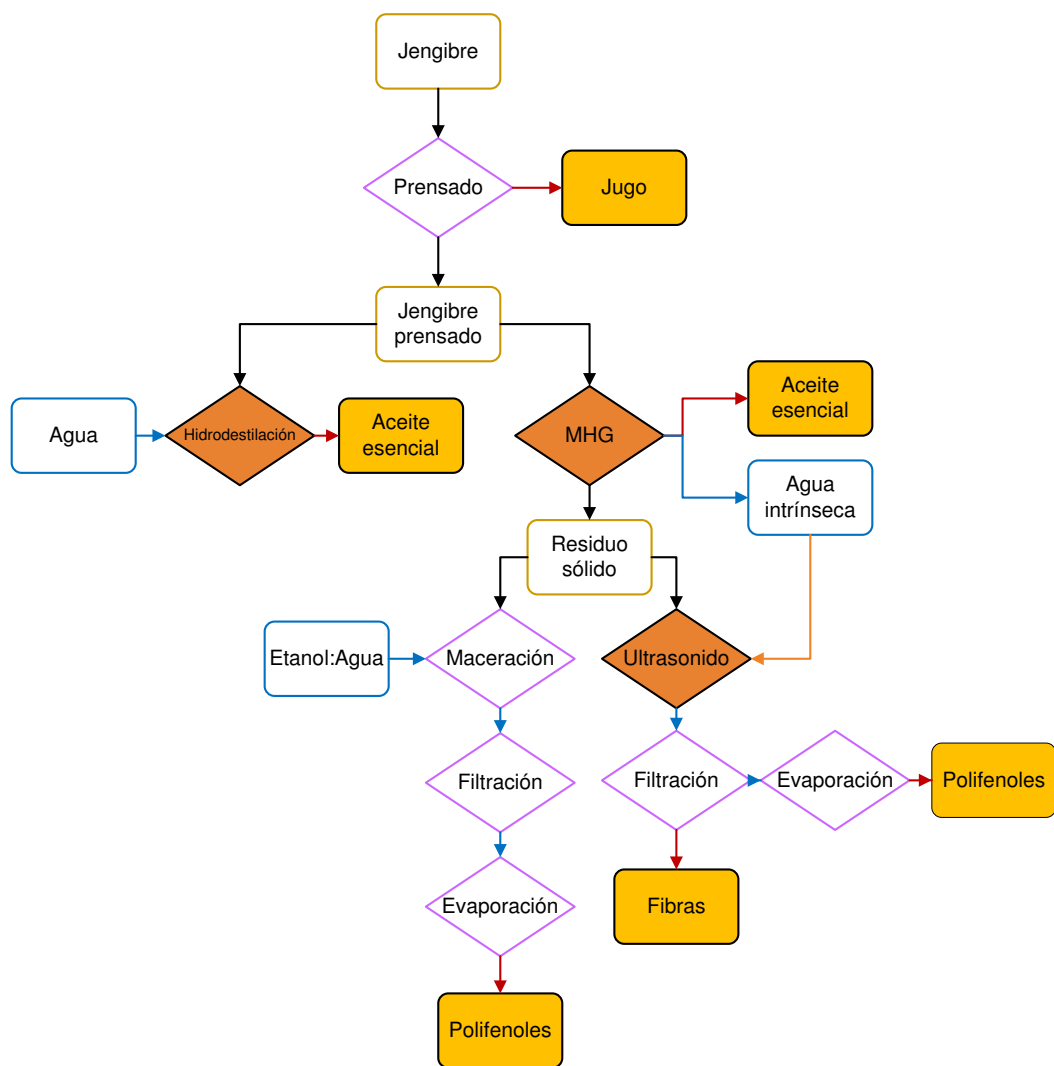 Jengibre
Prensado
Jugo
Jengibre
prensado
Agua
Hidrodestilación
Aceite
esencial
MHG
Aceite
esencial
Agua
intrínseca
Residuo
sólido
Etanol:Agua
Maceración
Ultrasonido
Filtración
Filtración
Evaporación
Polifenoles
Evaporación
Fibras
Polifenoles